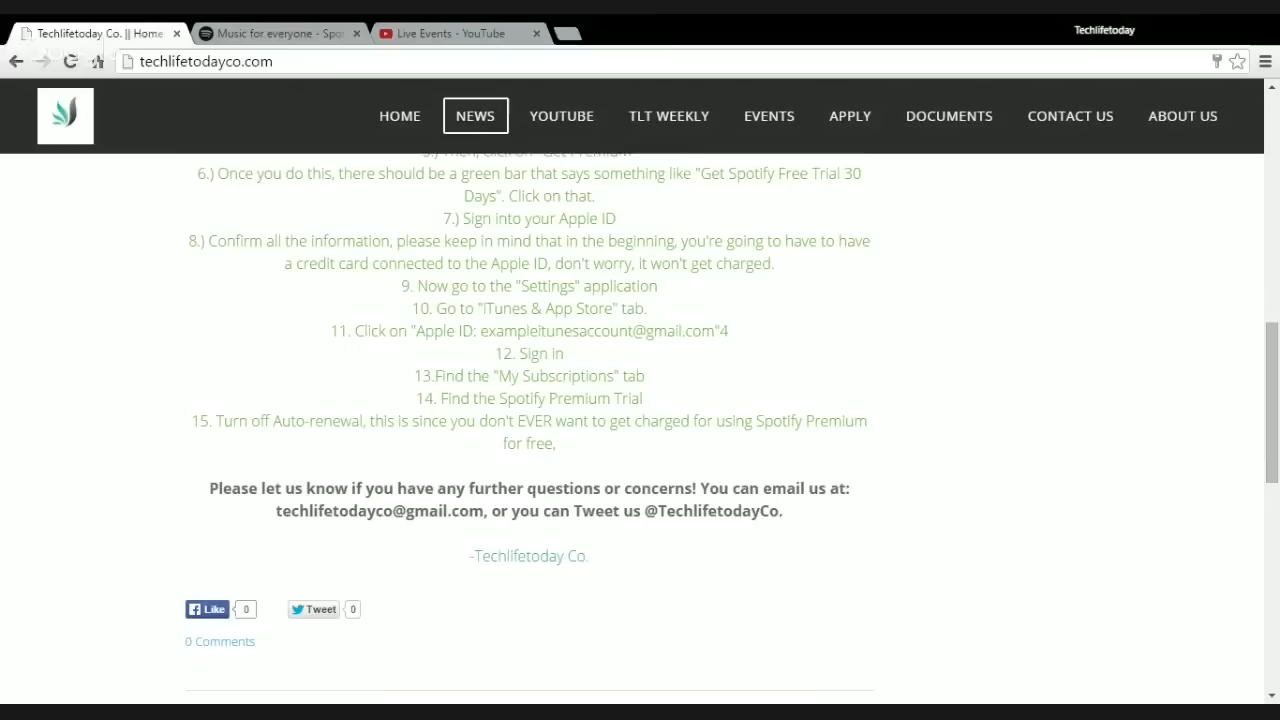 Techlifetoday Co. || Home
Music for everyone - Spo
Live Events - YouTube
Techlifetoday
techlifetodayco.com
HOME
NEWS
YOUTUBE
TLT WEEKLY
EVENTS
APPLY
DOCUMENTS
CONTACT US
ABOUT US
5.) Then, click on "Get Premium"
6.) Once you do this, there should be a green bar that says something like "Get Spotify Free Trial 30
Days". Click on that.
7.) Sign into your Apple ID
8.) Confirm all the information, please keep in mind that in the beginning, you're going to have to have
a credit card connected to the Apple ID, don't worry, it won't get charged.
9. Now go to the "Settings" application
10. Go to "iTunes & App Store" tab.
11. Click on "Apple ID: exampleitunesaccount@gmail.com"4
12. Sign in
13.Find the "My Subscriptions" tab
14. Find the Spotify Premium Trial
15. Turn off Auto-renewal, this is since you don't EVER want to get charged for using Spotify Premium
for free,
Please let us know if you have any further questions or concerns! You can email us at:
techlifetodayco@gmail.com, or you can Tweet us @TechlifetodayCo.
-Techlifetoday Co.
Like 0
Tweet 0
0 Comments